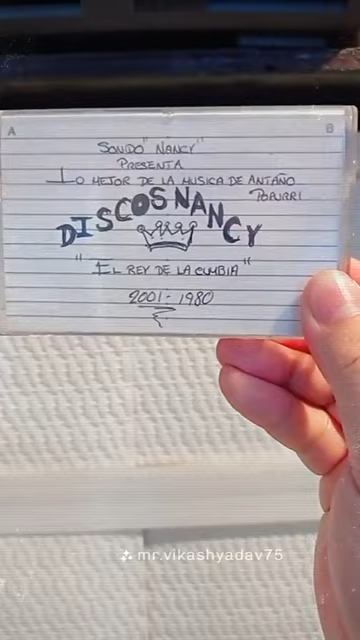 A B
SONIDO "NANCY"
PRESENTA
LO MEJOR DE LA MUSICA DE ANTAÑO
POPURRI
DISCOS NANCY
"EL REY DE LA CUMBIA"
2001-1980
mr.vikashyadav75